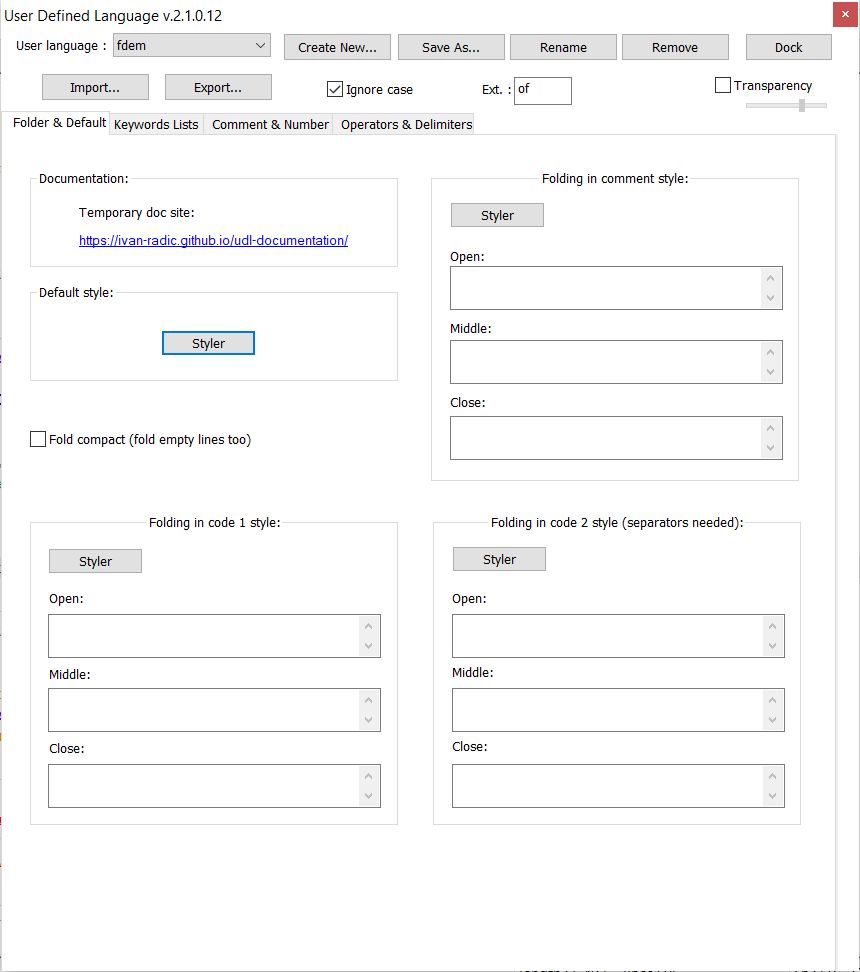 User Defined Language v.2.1.0.12
User language : fdem Create New... Save As... Rename Remove Dock
Import... Export... Ignore case Ext. : of Transparency
Folder & Default Keywords Lists Comment & Number Operators & Delimiters
Documentation:
Temporary doc site:
https://ivan-radic.github.io/udl-documentation/
Default style:
Styler
Fold compact (fold empty lines too)
Folding in comment style:
Styler
Open:
Middle:
Close:
Folding in code 1 style:
Styler
Open:
Middle:
Close:
Folding in code 2 style (separators needed):
Styler
Open:
Middle:
Close: